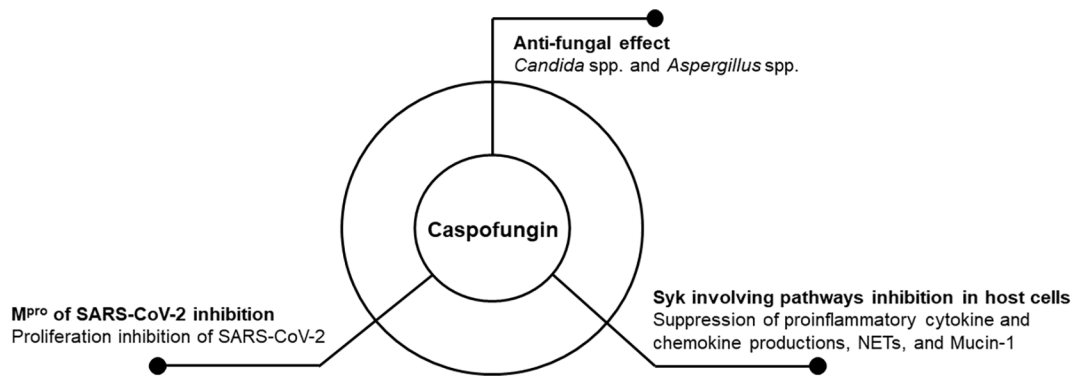 Anti-fungal effect
Candida spp. and Aspergillus spp.
Caspofungin
Mᵖʳᵒ of SARS-CoV-2 inhibition
Proliferation inhibition of SARS-CoV-2
Syk involving pathways inhibition in host cells
Suppression of proinflammatory cytokine and
chemokine productions, NETs, and Mucin-1